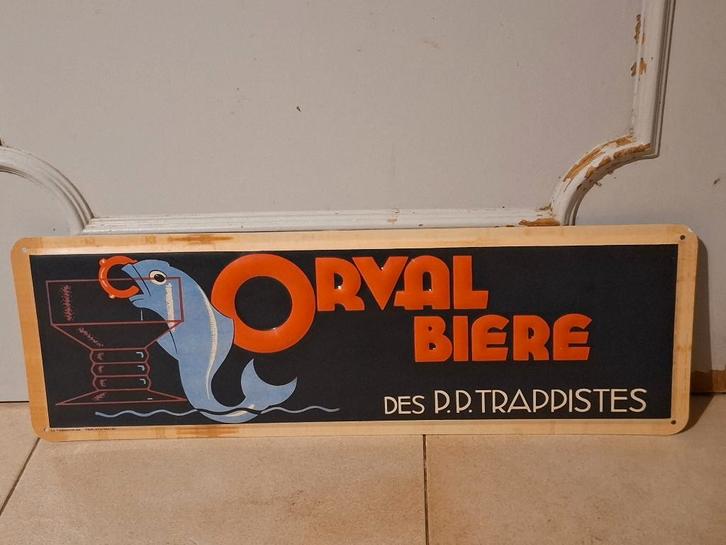 ORVAL
BIERE
DES P.P. TRAPPISTES